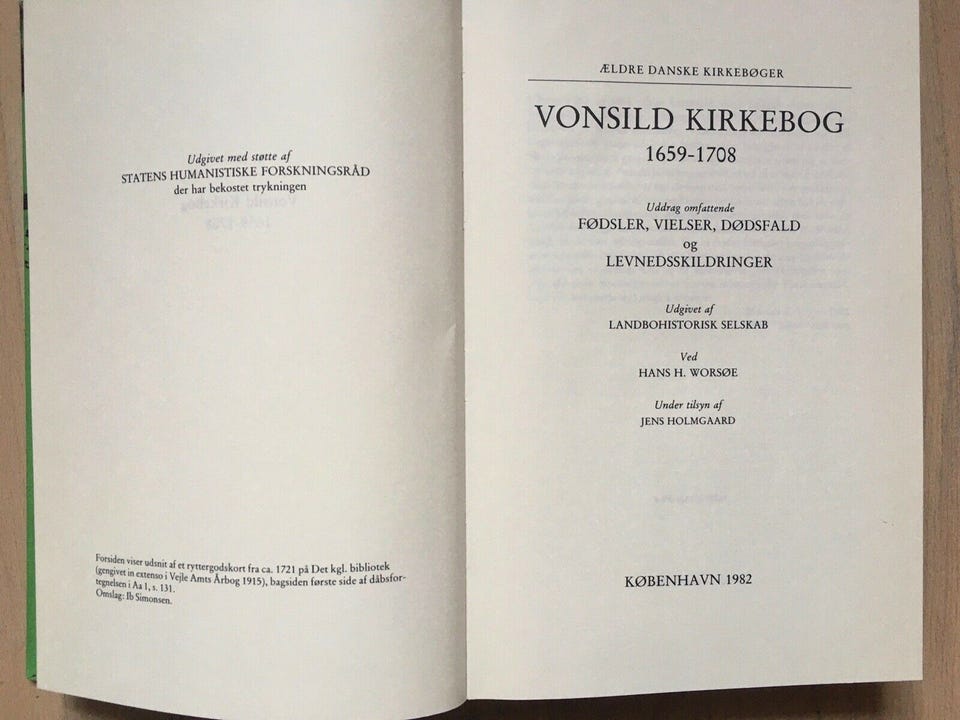 Udgivet med støtte af
STATENS HUMANISTISKE FORSKNINGSRÅD
der har bekostet trykningen
Forsiden viser udsnit af et ryttergodskort fra ca. 1721 på Det kgl. bibliotek
(gengivet in extenso i Vejle Amts Årbog 1915), bagsiden første side af dåbsfor-
tegnelsen i Aa 1, s. 131.
Omslag: Ib Simonsen.
ÆLDRE DANSKE KIRKEBØGER
VONSILD KIRKEBOG
1659-1708
Uddrag omfattende
FØDSLER, VIELSER, DØDSFALD
og
LEVNEDSSKILDRINGER
Udgivet af
LANDBOHISTORISK SELSKAB
Ved
HANS H. WORSØE
Under tilsyn af
JENS HOLMGAARD
KØBENHAVN 1982